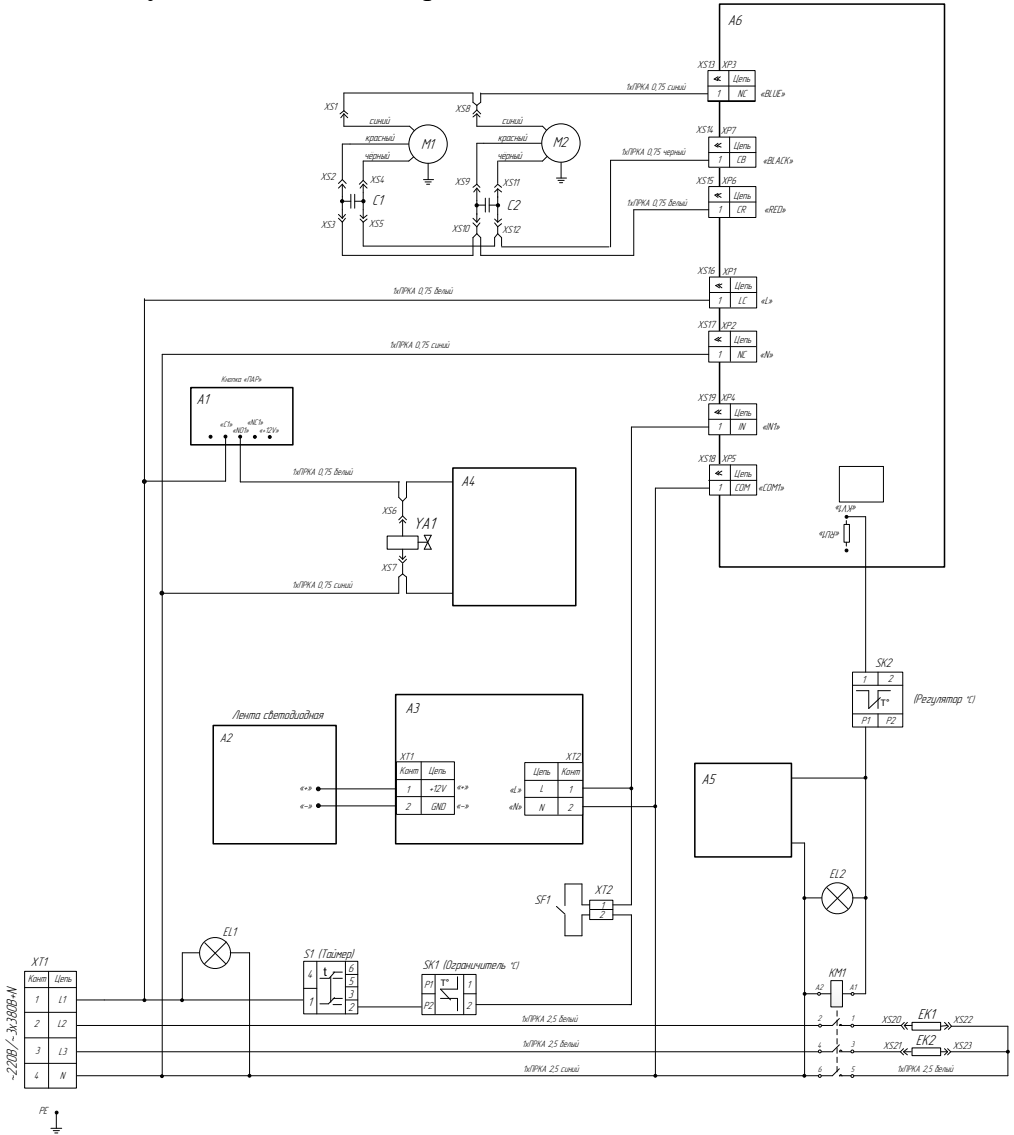 A6
XS13 XP3
≪ Цепь
1 NC «BLUE»
1хПРКА 0,75 синий
XS1
XS8
синий
синий
красный
красный
чёрный
чёрный
M1
M2
XS14 XP7
≪ Цепь
1 CB «BLACK»
1хПРКА 0,75 черный
XS2
XS4
XS9
XS11
C1
C2
XS15 XP6
≪ Цепь
1 CR «RED»
1хПРКА 0,75 белый
XS3
XS5
XS10
XS12
XS16 XP1
≪ Цепь
1 LC «L»
1хПРКА 0,75 белый
XS17 XP2
≪ Цепь
1 NC «N»
1хПРКА 0,75 синий
Кнопка «ПАР»
A1
«C1»
«NO1»
«NC1»
«+12V»
XS19 XP4
≪ Цепь
1 IN «IN1»
XS18 XP5
≪ Цепь
1 COM «COM1»
1хПРКА 0,75 белый
A4
XS6
YA1
XS7
1хПРКА 0,75 синий
«KV1»
«RU1»
SK2
1 2
T°
P1 P2
(Регулятор °C)
Лента светодиодная
A2
«+»
«-»
A3
XT1
Конт Цепь
1 +12V «+»
2 GND «-»
XT2
Цепь Конт
«L» L 1
«N» N 2
A5
EL2
SF1
XT2
1
2
EL1
S1 (Таймер)
4 t 6
5
3
1 2
SK1 (Ограничитель °C)
P1 T° 1
P2 2
KM1
A2 A1
XT1
Конт Цепь
1 L1
2 L2
3 L3
4 N
~220В/~3х380В+N
1хПРКА 2,5 белый
2 1
XS20 EK1 XS22
1хПРКА 2,5 белый
4 3
XS21 EK2 XS23
1хПРКА 2,5 синий
6 5
1хПРКА 2,5 белый
PE